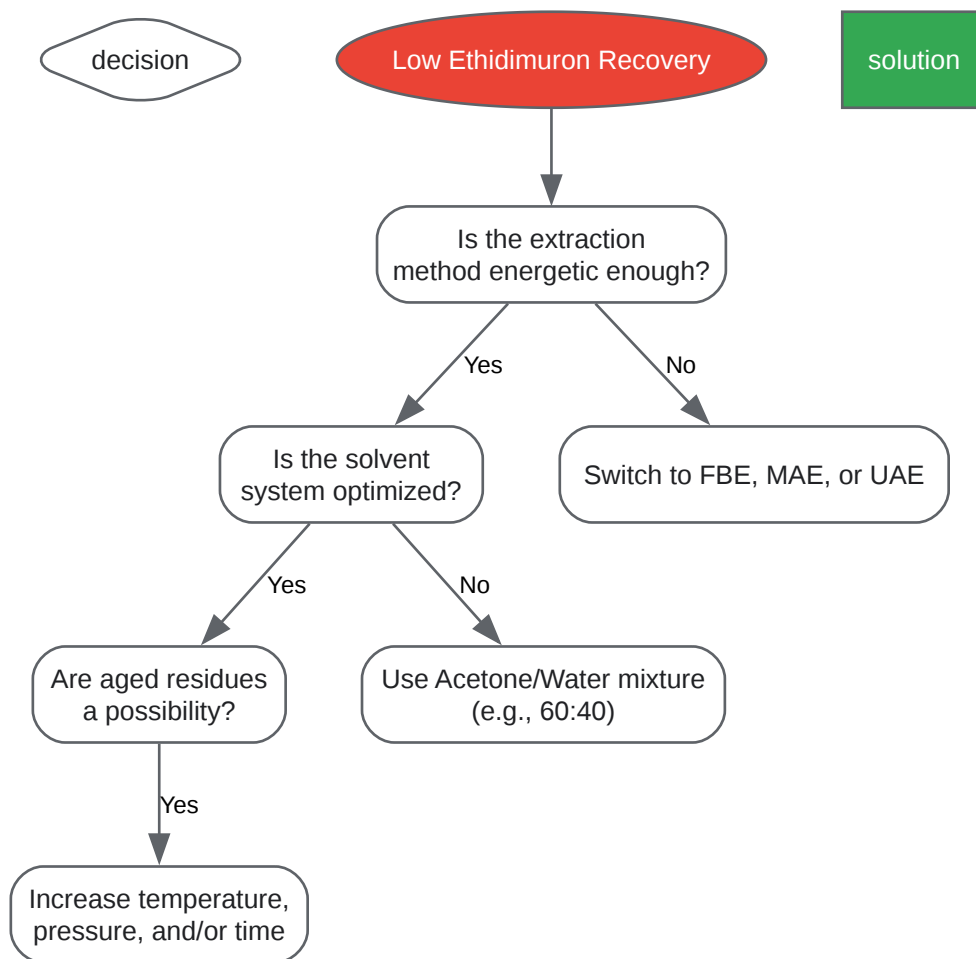 decision
Low Ethidimuron Recovery
solution
Is the extraction
method energetic enough?
Yes
No
Is the solvent
system optimized?
Switch to FBE, MAE, or UAE
Yes
No
Are aged residues
a possibility?
Use Acetone/Water mixture
(e.g., 60:40)
Yes
Increase temperature,
pressure, and/or time